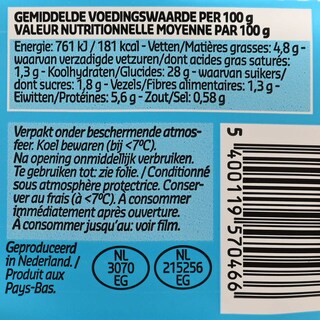 GEMIDDELDE VOEDINGSWAARDE PER 100 g
VALEUR NUTRITIONNELLE MOYENNE PAR 100 g
Energie: 761 kJ / 181 kcal - Vetten/Matières grasses: 4,8 g -
waarvan verzadigde vetzuren/dont acides gras saturés:
1,3 g - Koolhydraten/Glucides: 28 g - waarvan suikers/
dont sucres: 1,8 g - Vezels/Fibres alimentaires: 1,3 g -
Eiwitten/Protéines: 5,6 g - Zout/Sel: 0,58 g
Verpakt onder beschermende atmos-
feer. Koel bewaren (bij <7°C).
Na opening onmiddellijk verbruiken.
Te gebruiken tot: zie folie. / Conditionné
sous atmosphère protectrice. Conser-
ver au frais (à <7°C). À consommer
immédiatement après ouverture.
À consommer jusqu'au: voir film.
Geproduceerd
in Nederland. /
Produit aux
Pays-Bas.
NL
3070
EG
NL
215256
EG
5 400119 570466